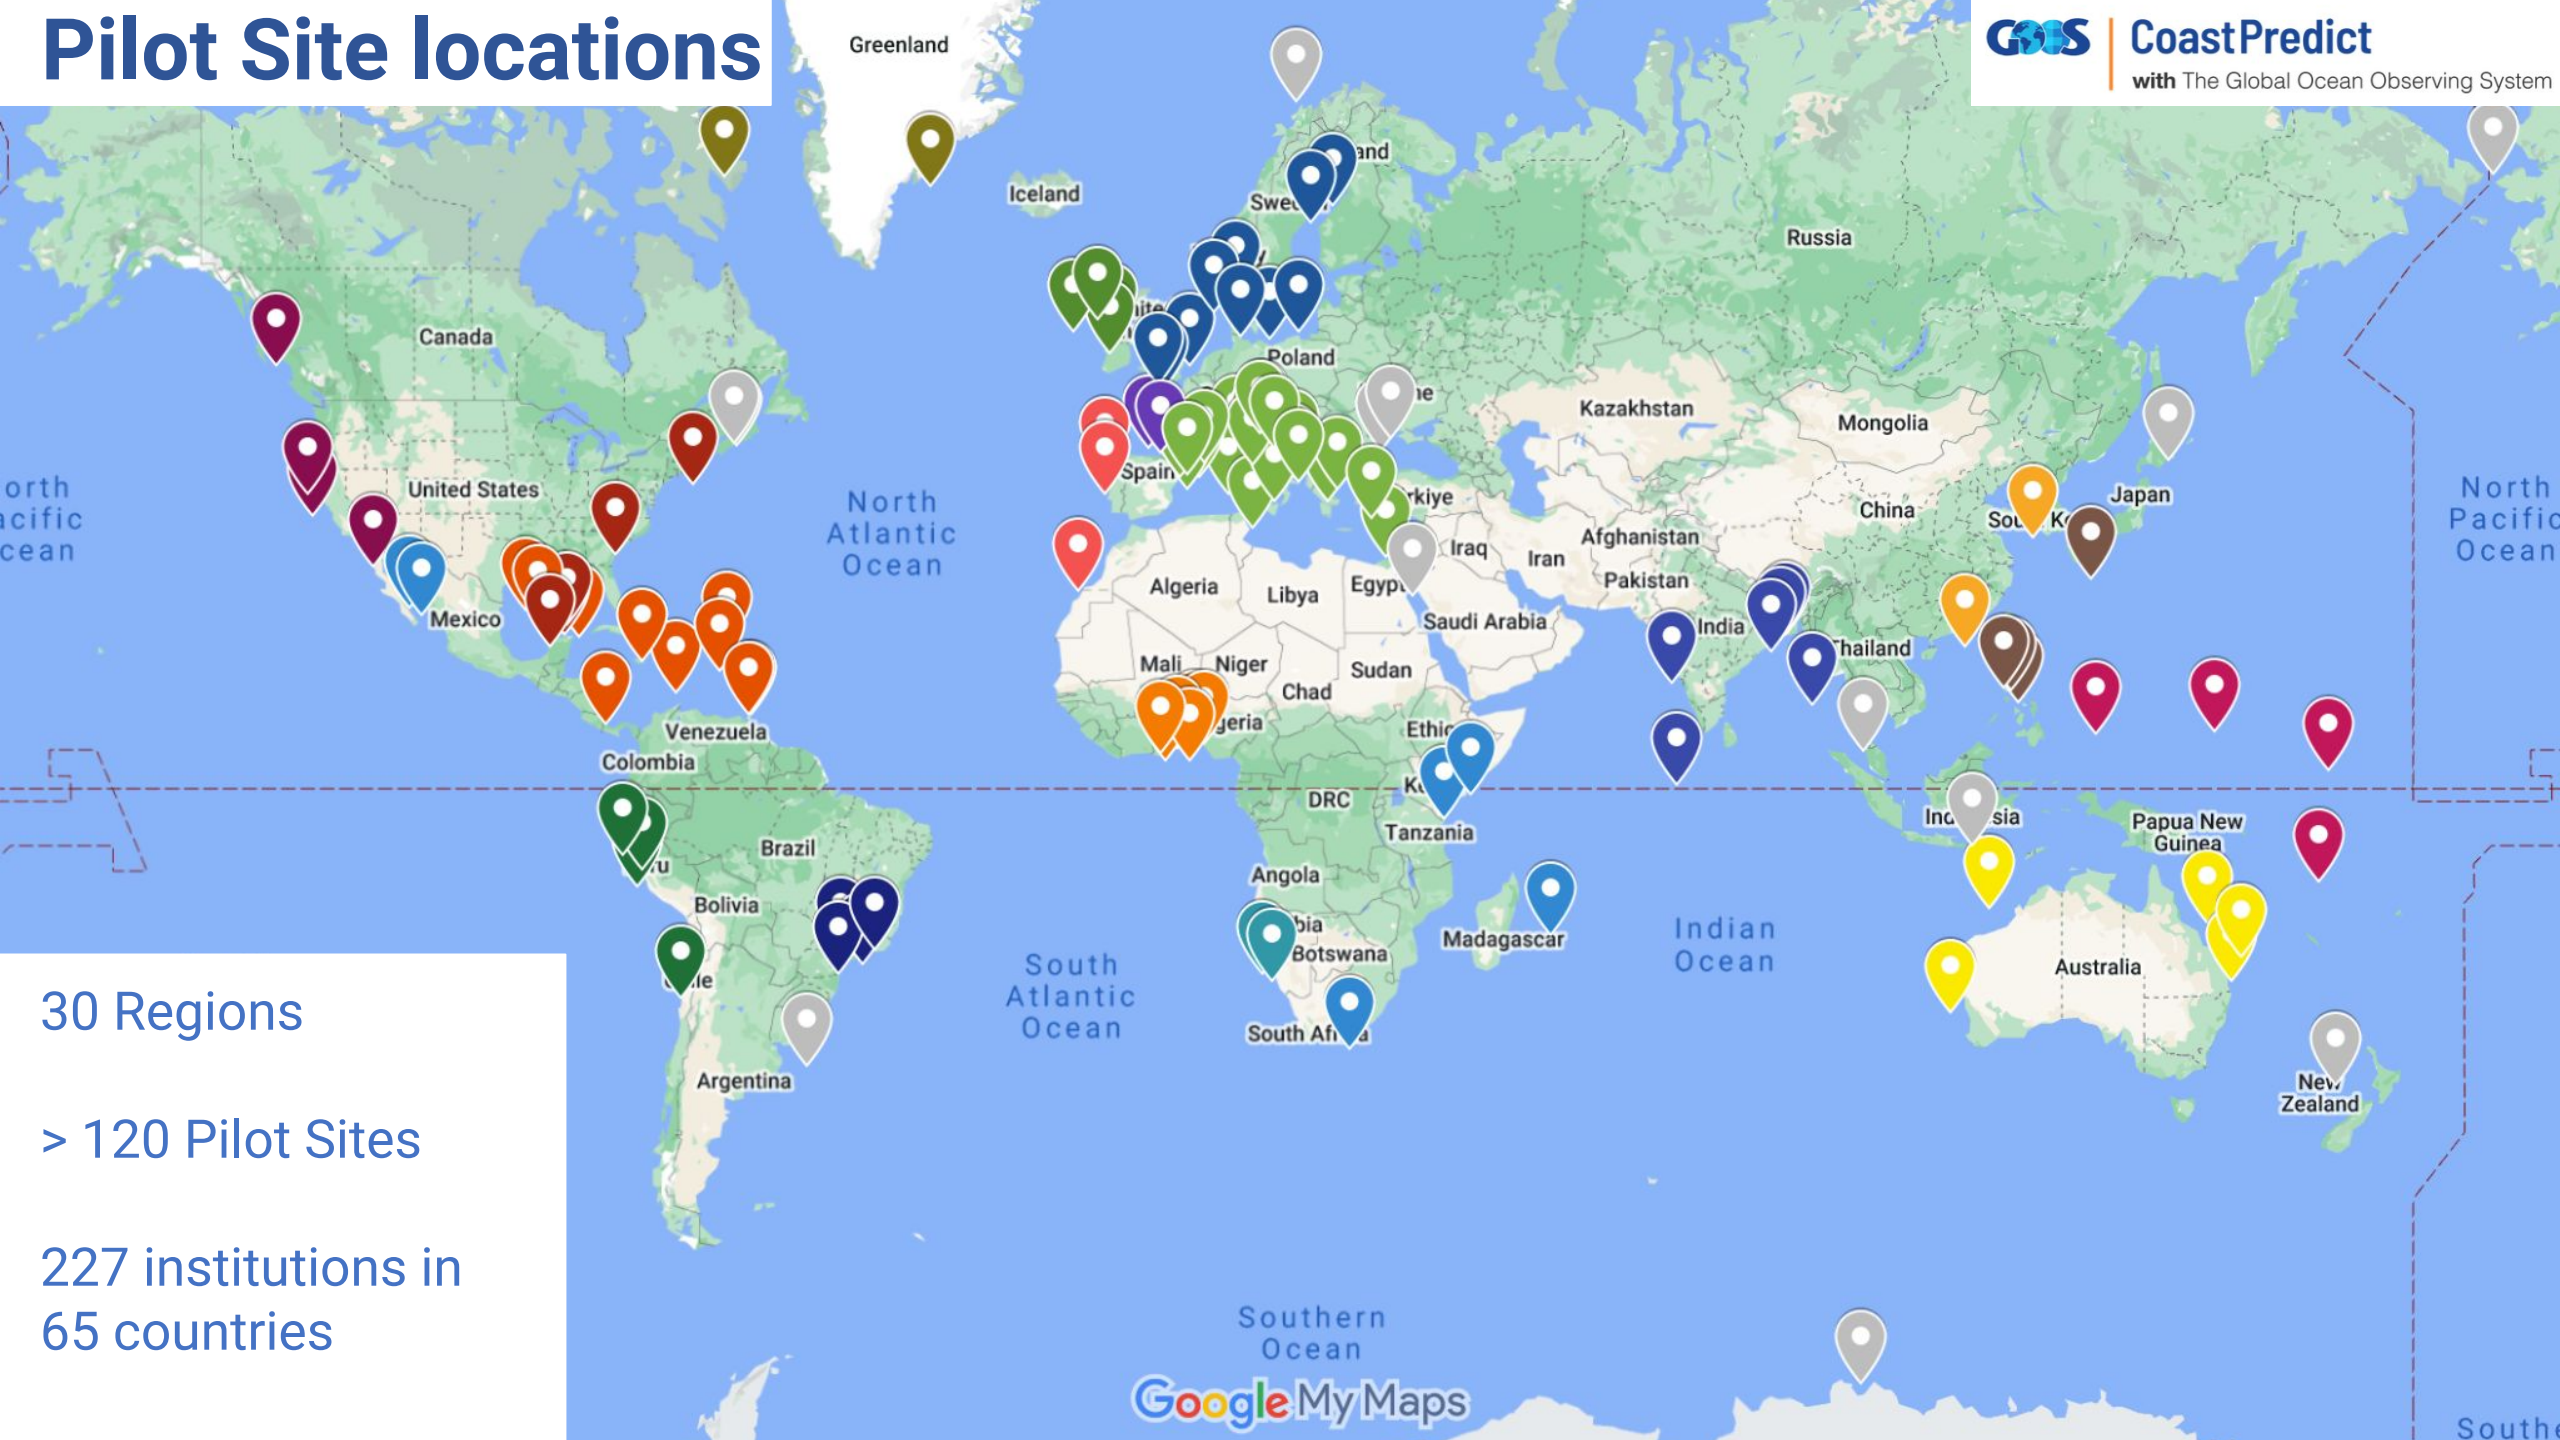 Pilot Site locations
GOOS
CoastPredict
with The Global Ocean Observing System
Greenland
Iceland
Russia
Canada
Poland
Kazakhstan
Mongolia
Spain
United States
North
Atlantic
Ocean
China
Japan
North
Pacific
Ocean
Afghanistan
Iraq
Iran
Pakistan
Algeria
Libya
Egypt
Mexico
Saudi Arabia
India
Thailand
Mali
Niger
Sudan
Chad
Venezuela
Colombia
DRC
Tanzania
Brazil
Papua New
Guinea
Angola
Bolivia
Madagascar
Botswana
Indian
Ocean
Australia
South
Atlantic
Ocean
Argentina
New
Zealand
30 Regions
> 120 Pilot Sites
227 institutions in
65 countries
Southern
Ocean
Google My Maps